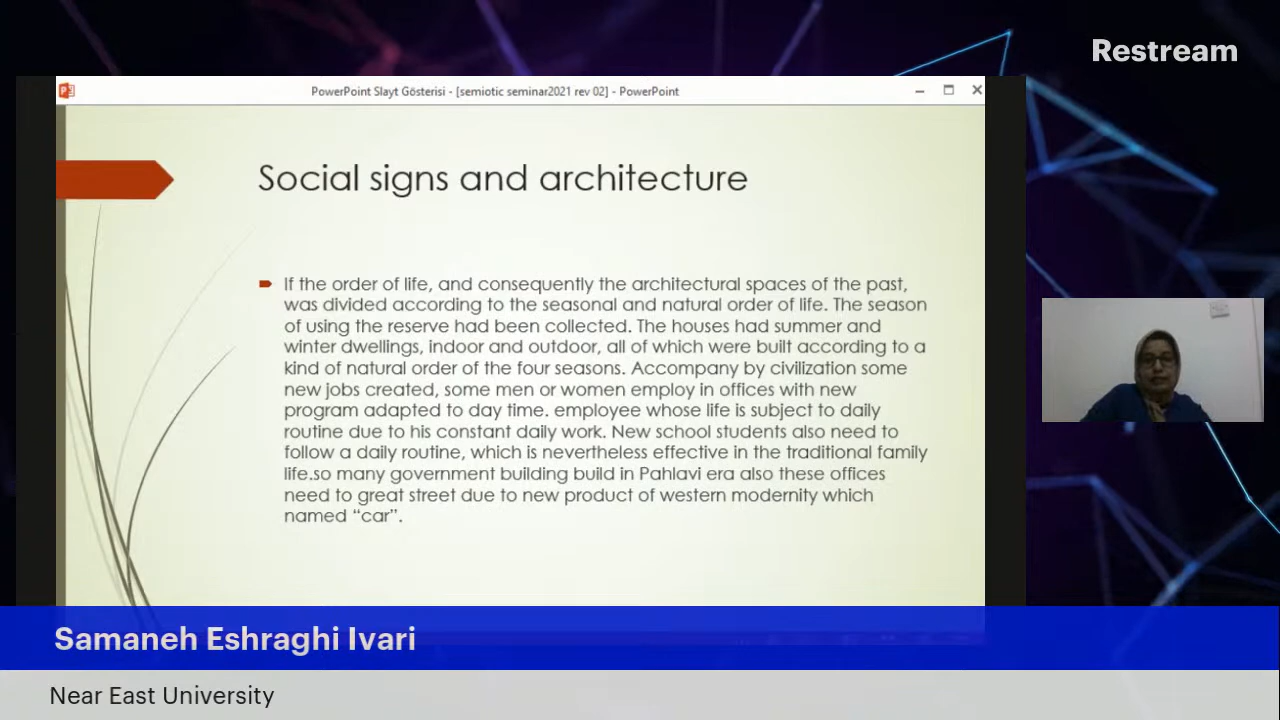 Restream
PowerPoint Slayt Gösterisi - [semiotic seminar2021 rev 02] - PowerPoint
Social signs and architecture
If the order of life, and consequently the architectural spaces of the past,
was divided according to the seasonal and natural order of life. The season
of using the reserve had been collected. The houses had summer and
winter dwellings, indoor and outdoor, all of which were built according to a
kind of natural order of the four seasons. Accompany by civilization some
new jobs created, some men or women employ in offices with new
program adapted to day time. employee whose life is subject to daily
routine due to his constant daily work. New school students also need to
follow a daily routine, which is nevertheless effective in the traditional family
life.so many government building build in Pahlavi era also these offices
need to great street due to new product of western modernity which
named “car”.
Samaneh Eshraghi Ivari
Near East University